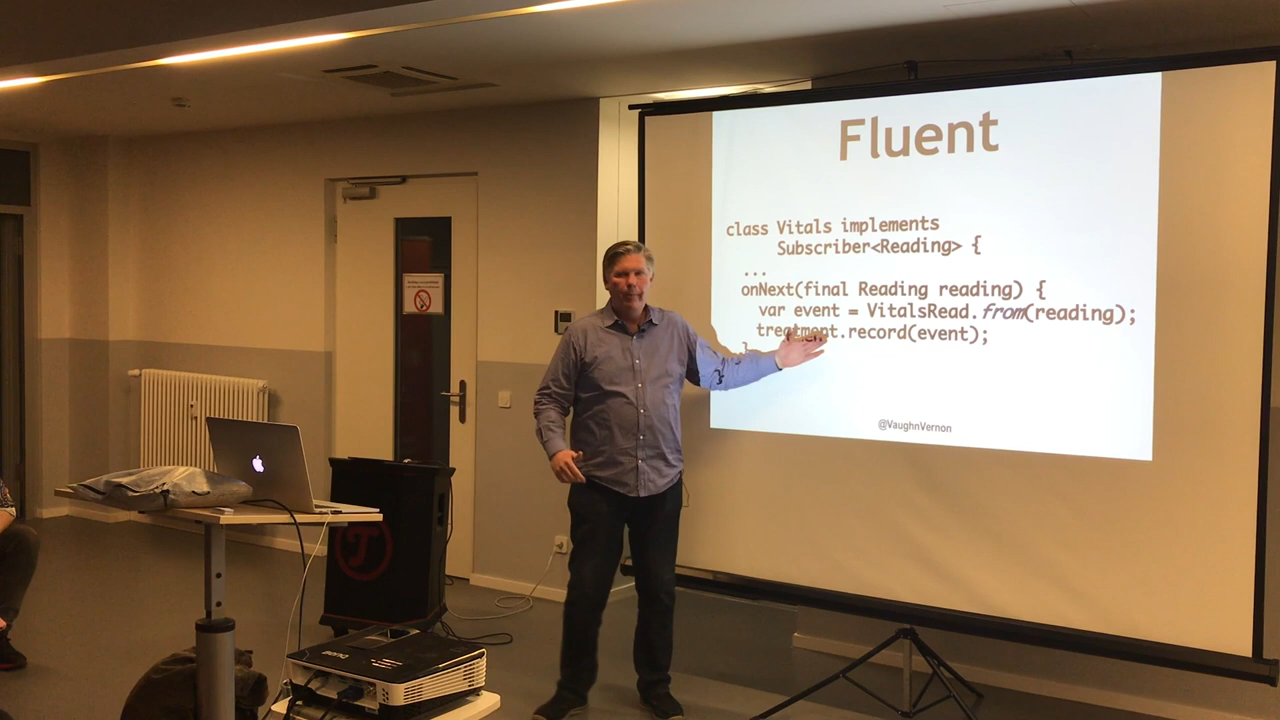 Fluent
class Vitals implements
Subscriber<Reading> {
...
onNext(final Reading reading) {
var event = VitalsRead.from(reading);
treatment.record(event);
}
}
@VaughnVernon
BenQ